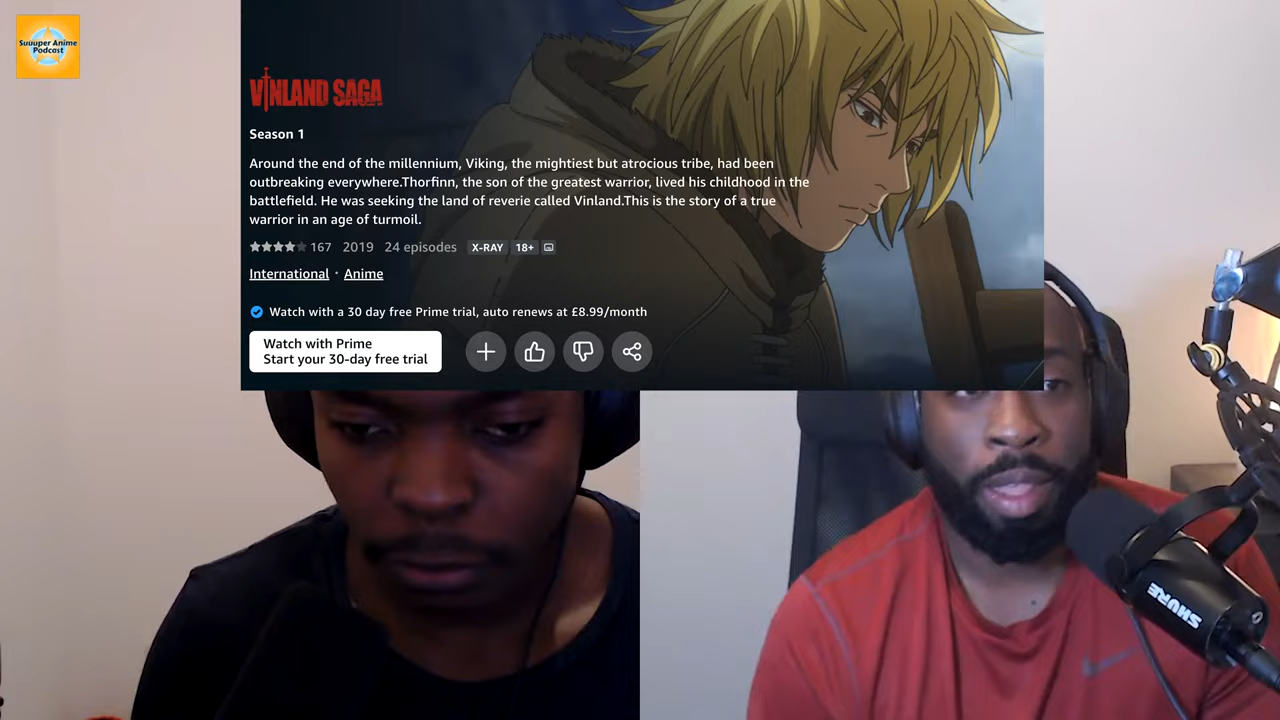 Suuuper Anime
Podcast
VINLAND SAGA
Season 1
Around the end of the millennium, Viking, the mightiest but atrocious tribe, had been
outbreaking everywhere.Thorfinn, the son of the greatest warrior, lived his childhood in the
battlefield. He was seeking the land of reverie called Vinland.This is the story of a true
warrior in an age of turmoil.
167 2019 24 episodes X-RAY 18+
International · Anime
Watch with a 30 day free Prime trial, auto renews at £8.99/month
Watch with Prime
Start your 30-day free trial
SHURE